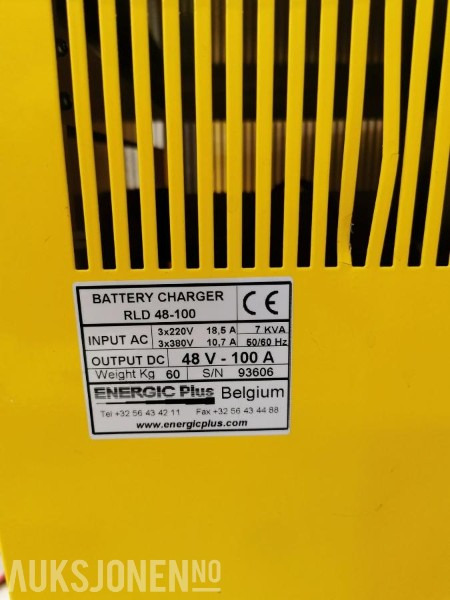 BATTERY CHARGER
RLD 48-100
CE
INPUT AC 3x220V 18,5 A 7 KVA
3x380V 10,7 A 50/60 Hz
OUTPUT DC 48 V - 100 A
Weight Kg 60 S/N 93606
ENERGIC Plus Belgium
Tel +32 56 43 42 11 Fax +32 56 43 44 88
www.energicplus.com
AUKSJONEN.NO